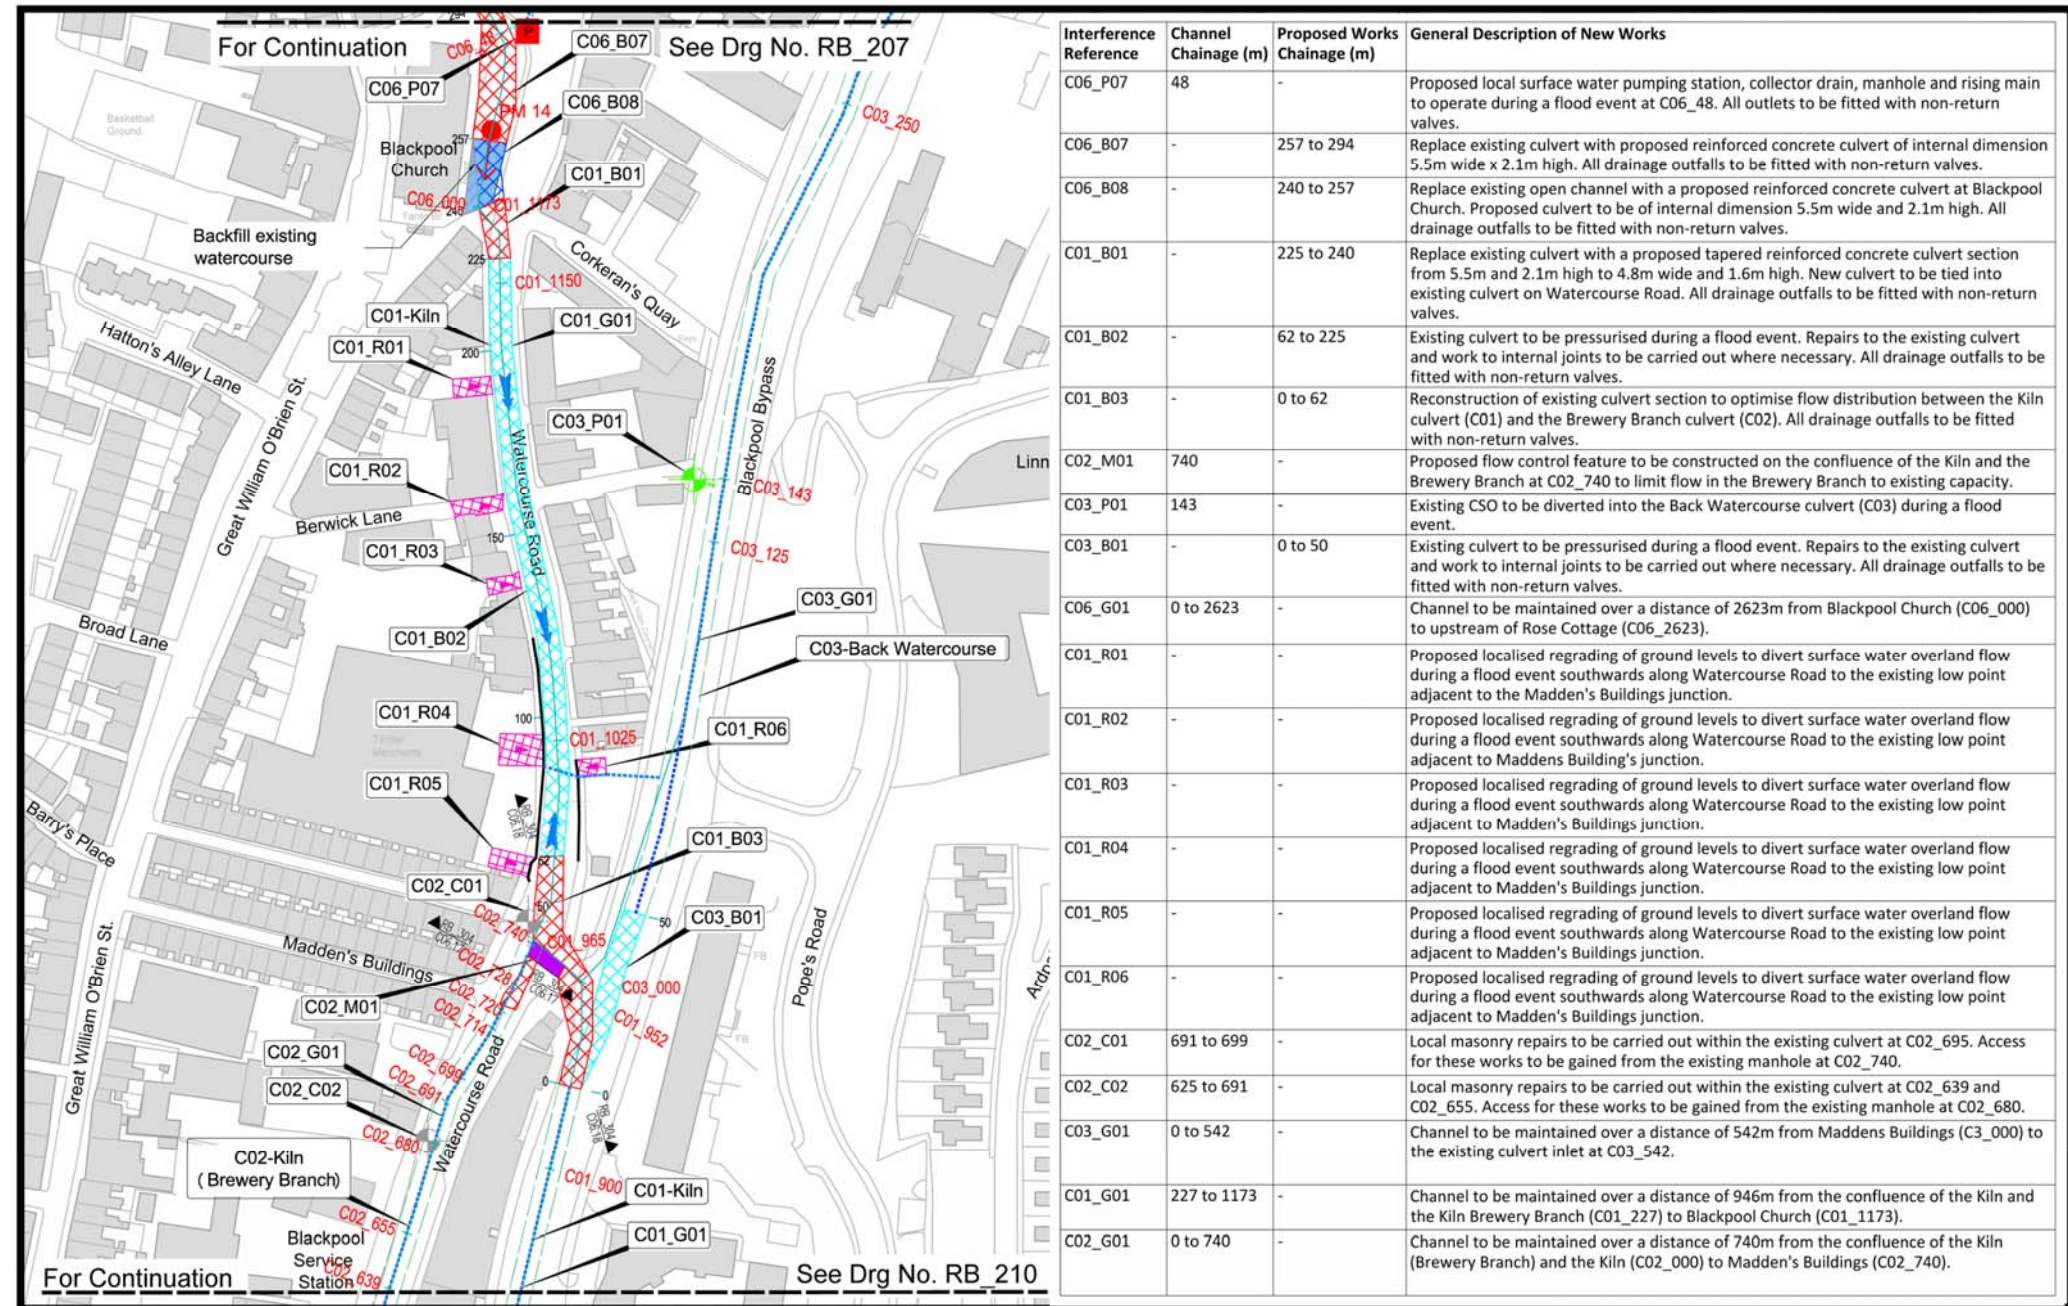 For Continuation
See Drg No. RB_207
294
C06_48
P
C06_B07
C06_P07
C06_B08
PM 14
Basketball
Ground
257
Blackpool
Church
C01_B01
C06_000
C01_1173
240
Backfill existing
watercourse
225
Corkeran's Quay
C01_1150
C03_250
C01-Kiln
C01_G01
Hatton's Alley Lane
C01_R01
200
Great William O'Brien St.
C03_P01
Blackpool Bypass
Watercourse Road
Linn
C01_R02
C03_143
Berwick Lane
150
C01_R03
C03_125
C03_G01
Broad Lane
C01_B02
C03-Back Watercourse
C01_R04
100
Timber
Merchants
C01_1025
C01_R06
C01_R05
RB_304
C06.18
Barry's Place
62
C01_B03
C02_C01
50
C02_740
C01_965
C03_B01
50
RB_304
Madden's Buildings
C02_728
RB_304
C06.17
FB
Pope's Road
C02_M01
C02_720
C03_000
C02_714
C01_952
FB
Great William O'Brien St.
C02_G01
C02_699
C02_691
Watercourse Road
0
0
C02_C02
RB_304
C06.18
C02_680
C02-Kiln
( Brewery Branch)
C01_900
C01-Kiln
C02_655
C01_G01
Blackpool
Service
Station
C02_639
For Continuation
See Drg No. RB_210
Interference Channel Proposed Works General Description of New Works
Reference Chainage (m) Chainage (m)
C06_P07 48 - Proposed local surface water pumping station, collector drain, manhole and rising main
to operate during a flood event at C06_48. All outlets to be fitted with non-return
valves.
C06_B07 - 257 to 294 Replace existing culvert with proposed reinforced concrete culvert of internal dimension
5.5m wide x 2.1m high. All drainage outfalls to be fitted with non-return valves.
C06_B08 - 240 to 257 Replace existing open channel with a proposed reinforced concrete culvert at Blackpool
Church. Proposed culvert to be of internal dimension 5.5m wide and 2.1m high. All
drainage outfalls to be fitted with non-return valves.
C01_B01 - 225 to 240 Replace existing culvert with a proposed tapered reinforced concrete culvert section
from 5.5m and 2.1m high to 4.8m wide and 1.6m high. New culvert to be tied into
existing culvert on Watercourse Road. All drainage outfalls to be fitted with non-return
valves.
C01_B02 - 62 to 225 Existing culvert to be pressurised during a flood event. Repairs to the existing culvert
and work to internal joints to be carried out where necessary. All drainage outfalls to be
fitted with non-return valves.
C01_B03 - 0 to 62 Reconstruction of existing culvert section to optimise flow distribution between the Kiln
culvert (C01) and the Brewery Branch culvert (C02). All drainage outfalls to be fitted
with non-return valves.
C02_M01 740 - Proposed flow control feature to be constructed on the confluence of the Kiln and the
Brewery Branch at C02_740 to limit flow in the Brewery Branch to existing capacity.
C03_P01 143 - Existing CSO to be diverted into the Back Watercourse culvert (C03) during a flood
event.
C03_B01 - 0 to 50 Existing culvert to be pressurised during a flood event. Repairs to the existing culvert
and work to internal joints to be carried out where necessary. All drainage outfalls to be
fitted with non-return valves.
C06_G01 0 to 2623 - Channel to be maintained over a distance of 2623m from Blackpool Church (C06_000)
to upstream of Rose Cottage (C06_2623).
C01_R01 - - Proposed localised regrading of ground levels to divert surface water overland flow
during a flood event southwards along Watercourse Road to the existing low point
adjacent to the Madden's Buildings junction.
C01_R02 - - Proposed localised regrading of ground levels to divert surface water overland flow
during a flood event southwards along Watercourse Road to the existing low point
adjacent to Maddens Building's junction.
C01_R03 - - Proposed localised regrading of ground levels to divert surface water overland flow
during a flood event southwards along Watercourse Road to the existing low point
adjacent to Madden's Buildings junction.
C01_R04 - - Proposed localised regrading of ground levels to divert surface water overland flow
during a flood event southwards along Watercourse Road to the existing low point
adjacent to Madden's Buildings junction.
C01_R05 - - Proposed localised regrading of ground levels to divert surface water overland flow
during a flood event southwards along Watercourse Road to the existing low point
adjacent to Madden's Buildings junction.
C01_R06 - - Proposed localised regrading of ground levels to divert surface water overland flow
during a flood event southwards along Watercourse Road to the existing low point
adjacent to Madden's Buildings junction.
C02_C01 691 to 699 - Local masonry repairs to be carried out within the existing culvert at C02_695. Access
for these works to be gained from the existing manhole at C02_740.
C02_C02 625 to 691 - Local masonry repairs to be carried out within the existing culvert at C02_639 and
C02_655. Access for these works to be gained from the existing manhole at C02_680.
C03_G01 0 to 542 - Channel to be maintained over a distance of 542m from Maddens Buildings (C3_000) to
the existing culvert inlet at C03_542.
C01_G01 227 to 1173 - Channel to be maintained over a distance of 946m from the confluence of the Kiln and
the Kiln Brewery Branch (C01_227) to Blackpool Church (C01_1173).
C02_G01 0 to 740 - Channel to be maintained over a distance of 740m from the confluence of the Kiln
(Brewery Branch) and the Kiln (C02_000) to Madden's Buildings (C02_740).